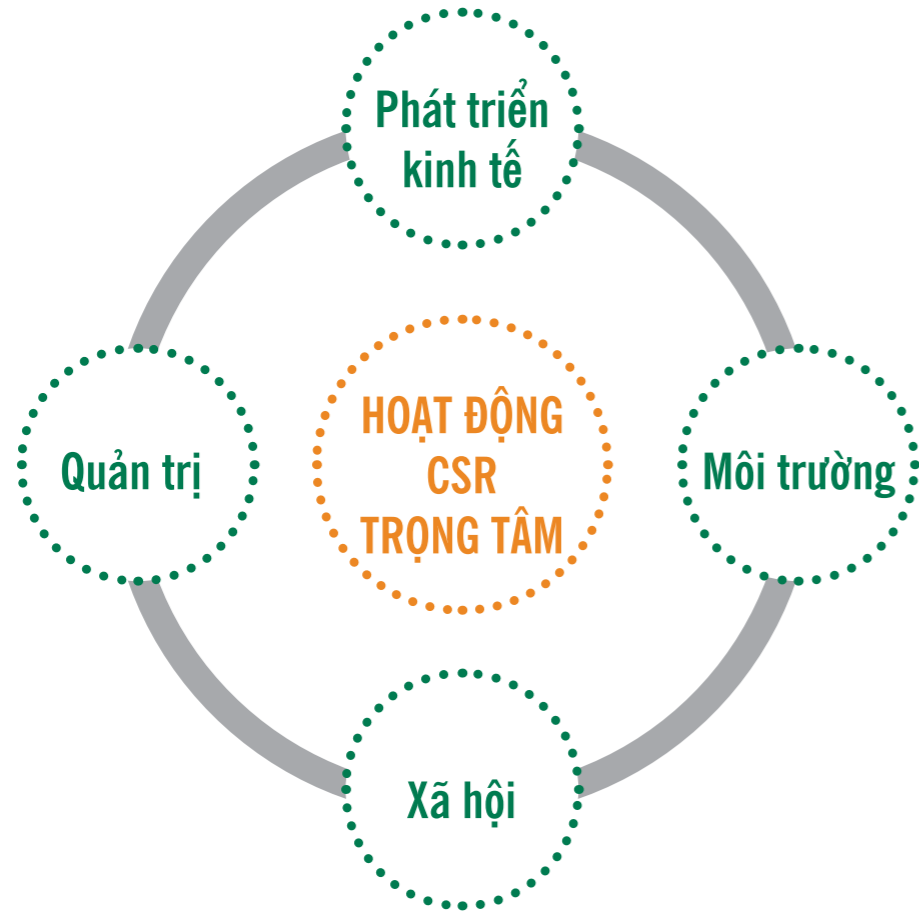 Phát triển
kinh tế
HOẠT ĐỘNG
CSR
TRỌNG TÂM
Quản trị
Môi trường
Xã hội